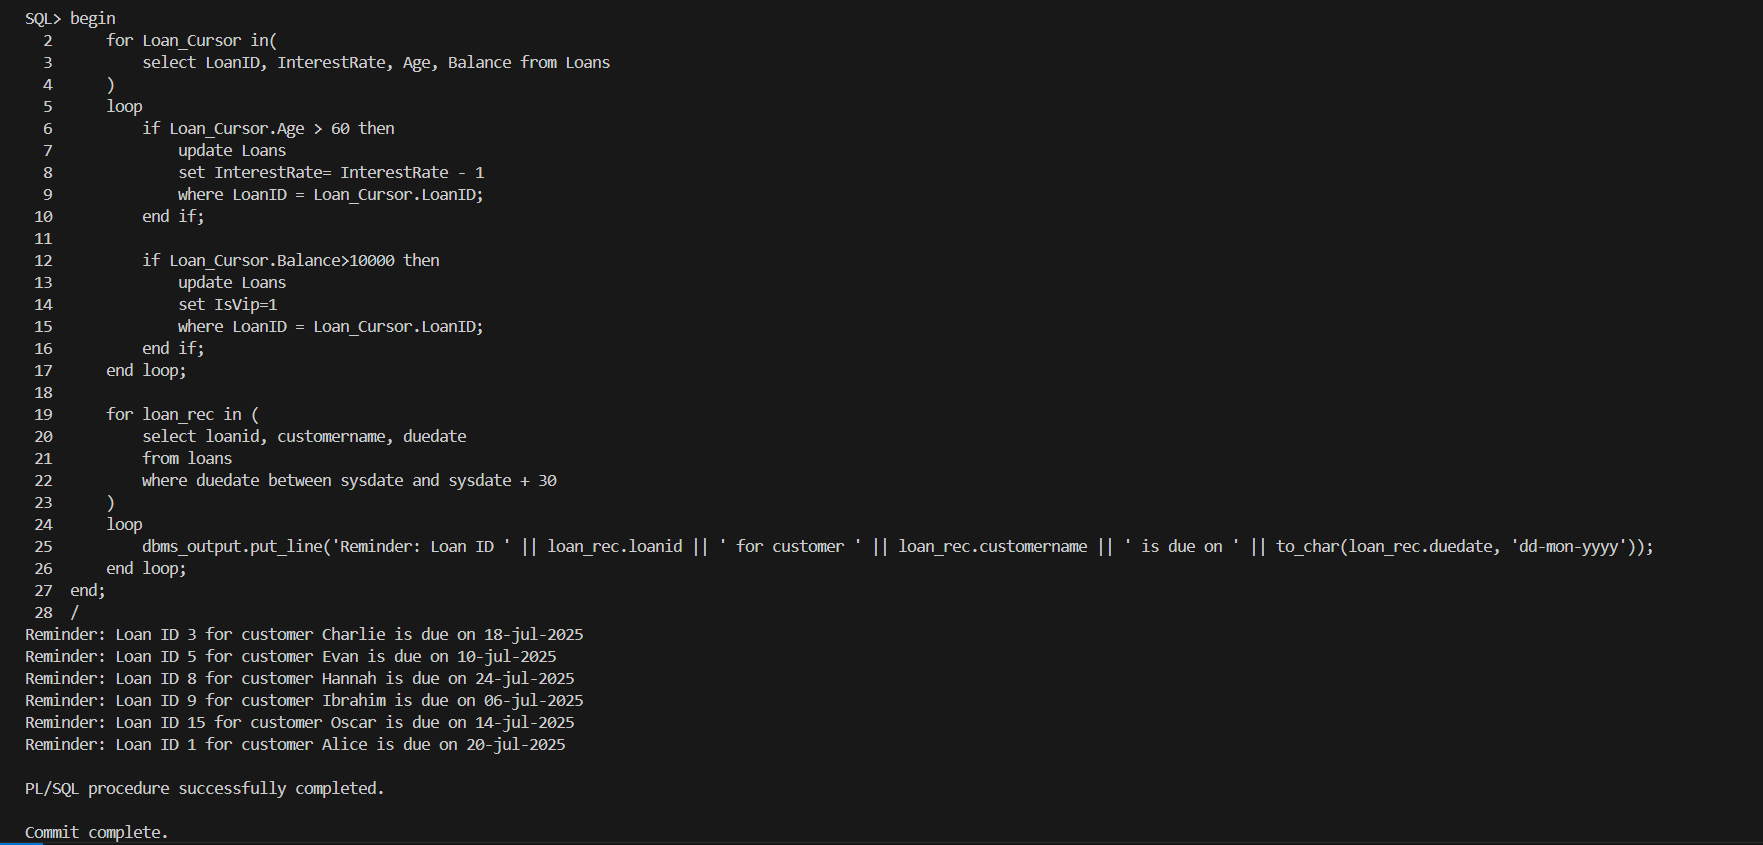 SQL> begin
  2      for Loan_Cursor in(
  3          select LoanID, InterestRate, Age, Balance from Loans
  4      )
  5      loop
  6          if Loan_Cursor.Age > 60 then
  7              update Loans
  8              set InterestRate= InterestRate - 1
  9              where LoanID = Loan_Cursor.LoanID;
 10          end if;
 11
 12          if Loan_Cursor.Balance>10000 then
 13              update Loans
 14              set IsVip=1
 15              where LoanID = Loan_Cursor.LoanID;
 16          end if;
 17      end loop;
 18
 19      for loan_rec in (
 20          select loanid, customername, duedate
 21          from loans
 22          where duedate between sysdate and sysdate + 30
 23      )
 24      loop
 25          dbms_output.put_line('Reminder: Loan ID ' || loan_rec.loanid || ' for customer ' || loan_rec.customername || ' is due on ' || to_char(loan_rec.duedate, 'dd-mon-yyyy'));
 26      end loop;
 27  end;
 28  /
Reminder: Loan ID 3 for customer Charlie is due on 18-jul-2025
Reminder: Loan ID 5 for customer Evan is due on 10-jul-2025
Reminder: Loan ID 8 for customer Hannah is due on 24-jul-2025
Reminder: Loan ID 9 for customer Ibrahim is due on 06-jul-2025
Reminder: Loan ID 15 for customer Oscar is due on 14-jul-2025
Reminder: Loan ID 1 for customer Alice is due on 20-jul-2025

PL/SQL procedure successfully completed.

Commit complete.